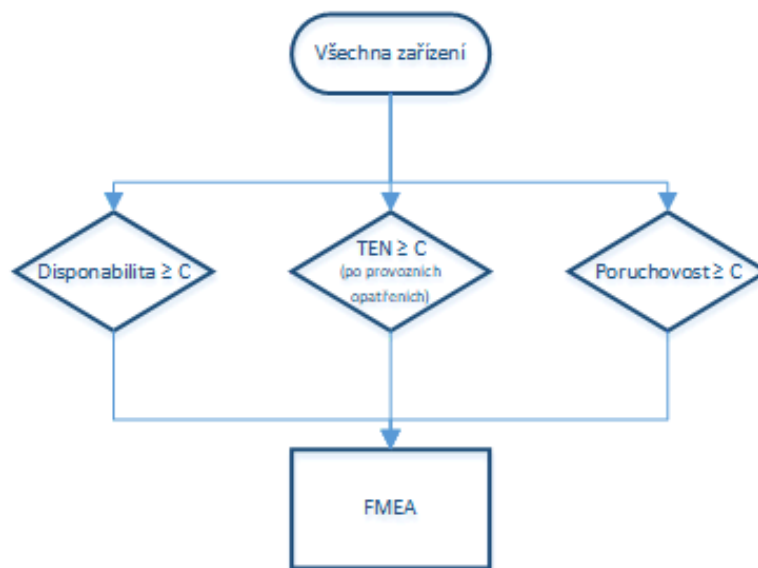 Všechna zařízení
Disponabilita ≥ C
TEN ≥ C
(po provozních
opatřeních)
Poruchovost ≥ C
FMEA